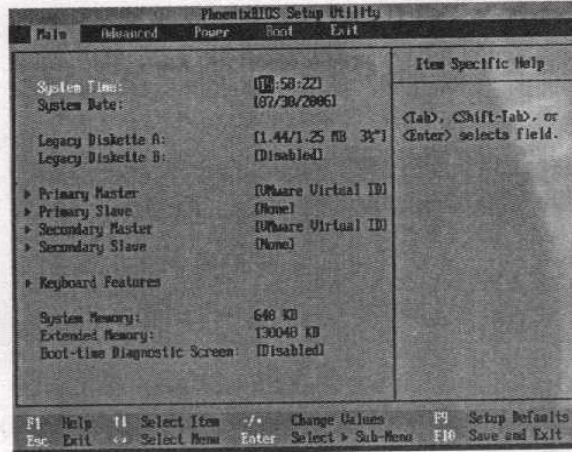 PhoenixBIOS Setup Utility
Main Advanced Power Boot Exit
Item Specific Help
System Time: :58:22]
System Date: [07/30/2006]
<Tab>, <Shift-Tab>, or
<Enter> selects field.
Legacy Diskette A: [1.44/1.25 MB 3½"]
Legacy Diskette B: [Disabled]
▶ Primary Master [VMware Virtual ID]
▶ Primary Slave [None]
▶ Secondary Master [VMware Virtual ID]
▶ Secondary Slave [None]
▶ Keyboard Features
System Memory: 640 KB
Extended Memory: 130048 KB
Boot-time Diagnostic Screen: [Disabled]
F1 Help ↑↓ Select Item -/+ Change Values F9 Setup Defaults
Esc Exit ↔ Select Menu Enter Select ▶ Sub-Menu F10 Save and Exit